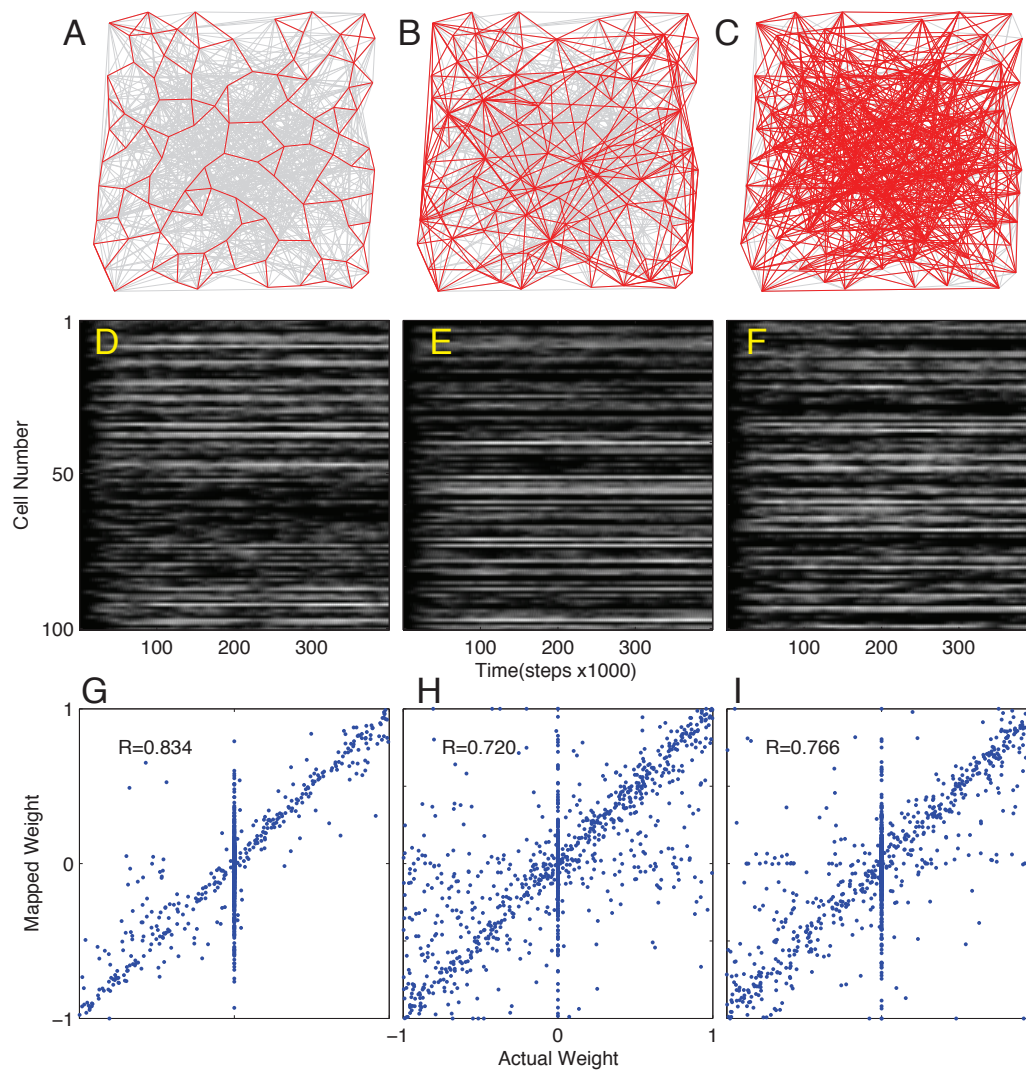 A B C
1
D E F
Cell Number
50
100
100 200 300 100 200 300 100 200 300
Time(steps x1000)
G H I
1
R=0.834 R=0.720 R=0.766
Mapped Weight
0
−1
−1 0 1
Actual Weight